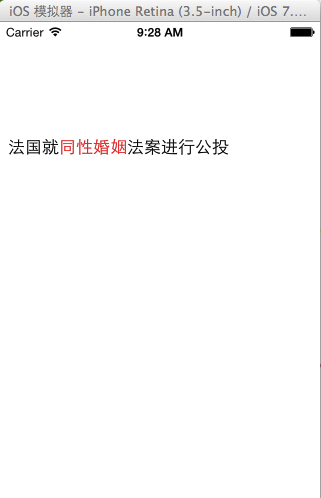 iOS 模拟器 - iPhone Retina (3.5-inch) / iOS 7....
Carrier 9:28 AM
法国就同性婚姻法案进行公投